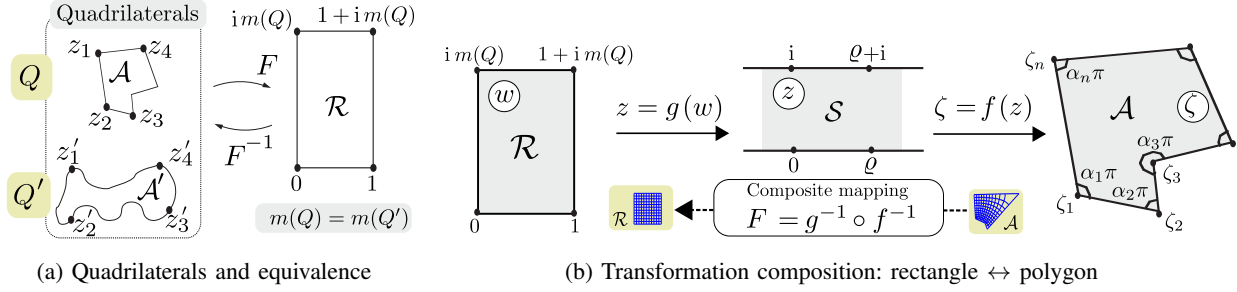 Quadrilaterals
Q
z₁
z₄
𝒜
z₂
z₃
Q′
z′₁
z′₄
𝒜′
z′₂
z′₃
F
F⁻¹
i m(Q)
1 + i m(Q)
ℛ
0
1
m(Q) = m(Q′)
(a) Quadrilaterals and equivalence
i m(Q)
1 + i m(Q)
w
ℛ
0
1
z = g(w)
i
ϱ+i
z
𝒮
0
ϱ
ζ = f(z)
ζₙ
αₙπ
𝒜
ζ
α₃π
ζ₃
α₁π
α₂π
ζ₁
ζ₂
ℛ
Composite mapping
F = g⁻¹ ∘ f⁻¹
𝒜
(b) Transformation composition: rectangle ↔ polygon